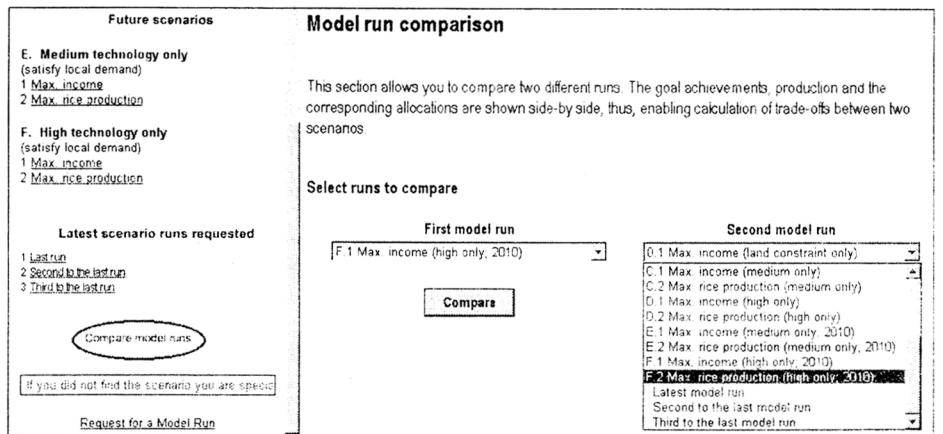 Future scenarios
E. Medium technology only
(satisfy local demand)
1 Max. income
2 Max. rice production
F. High technology only
(satisfy local demand)
1 Max. income
2 Max. rice production
Latest scenario runs requested
1 Last run
2 Second to the last run
3 Third to the last run
Compare model runs
If you did not find the scenario you are specic
Request for a Model Run
Model run comparison
This section allows you to compare two different runs. The goal achievements, production and the
corresponding allocations are shown side-by side, thus, enabling calculation of trade-offs between two
scenarios.
Select runs to compare
First model run
F.1 Max. income (high only, 2010)
Compare
Second model run
D.1 Max. income (land constraint only)
C.1 Max. income (medium only)
C.2 Max. rice production (medium only)
D.1 Max. income (high only)
D.2 Max. rice production (high only)
E.1 Max. income (medium only, 2010)
E.2 Max. rice production (medium only, 2010)
F.1 Max. income (high only, 2010)
F.2 Max. rice production (high only, 2010)
Latest model run
Second to the last model run
Third to the last model run